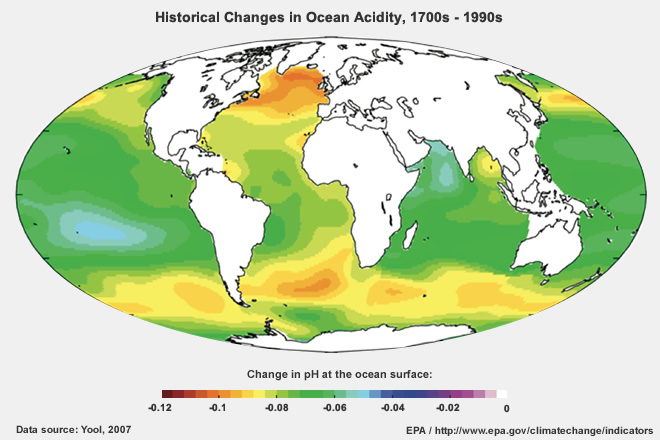 Historical Changes in Ocean Acidity, 1700s - 1990s
Change in pH at the ocean surface:
-0.12 -0.1 -0.08 -0.06 -0.04 -0.02 0
Data source: Yool, 2007 EPA / http://www.epa.gov/climatechange/indicators